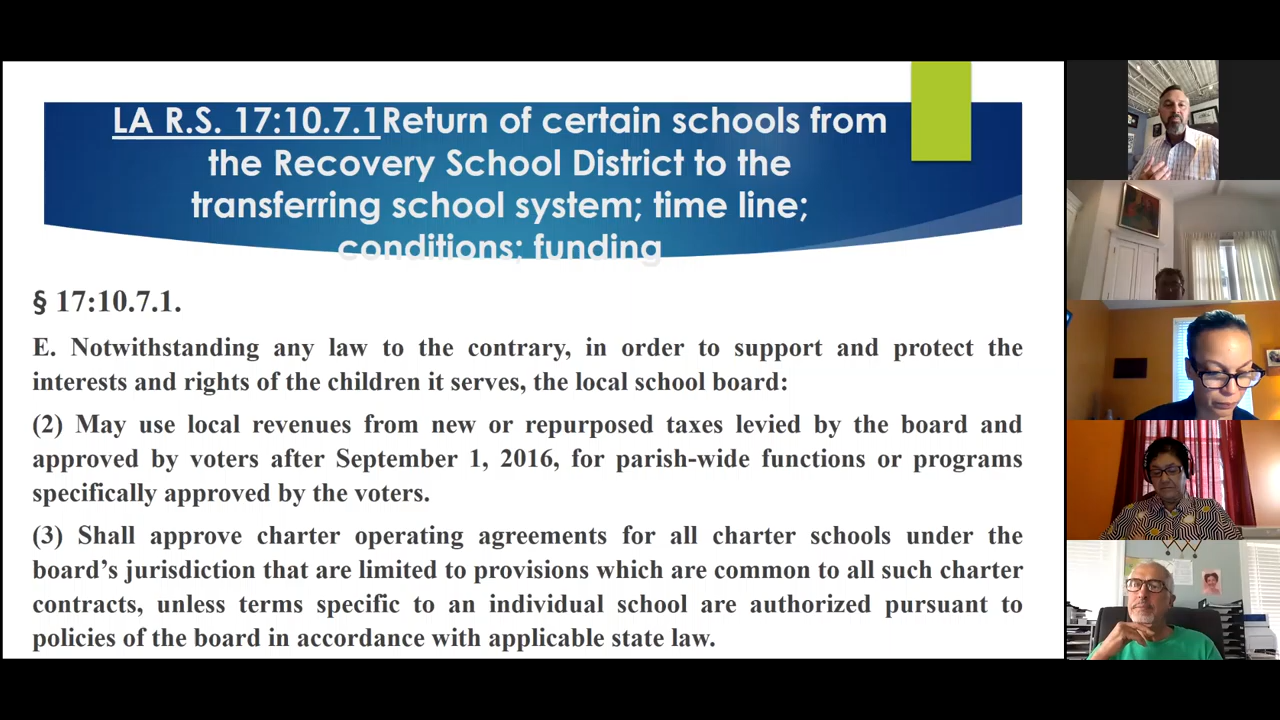 LA R.S. 17:10.7.1Return of certain schools from
the Recovery School District to the
transferring school system; time line;
conditions; funding
§ 17:10.7.1.
E. Notwithstanding any law to the contrary, in order to support and protect the
interests and rights of the children it serves, the local school board:
(2) May use local revenues from new or repurposed taxes levied by the board and
approved by voters after September 1, 2016, for parish-wide functions or programs
specifically approved by the voters.
(3) Shall approve charter operating agreements for all charter schools under the
board’s jurisdiction that are limited to provisions which are common to all such charter
contracts, unless terms specific to an individual school are authorized pursuant to
policies of the board in accordance with applicable state law.